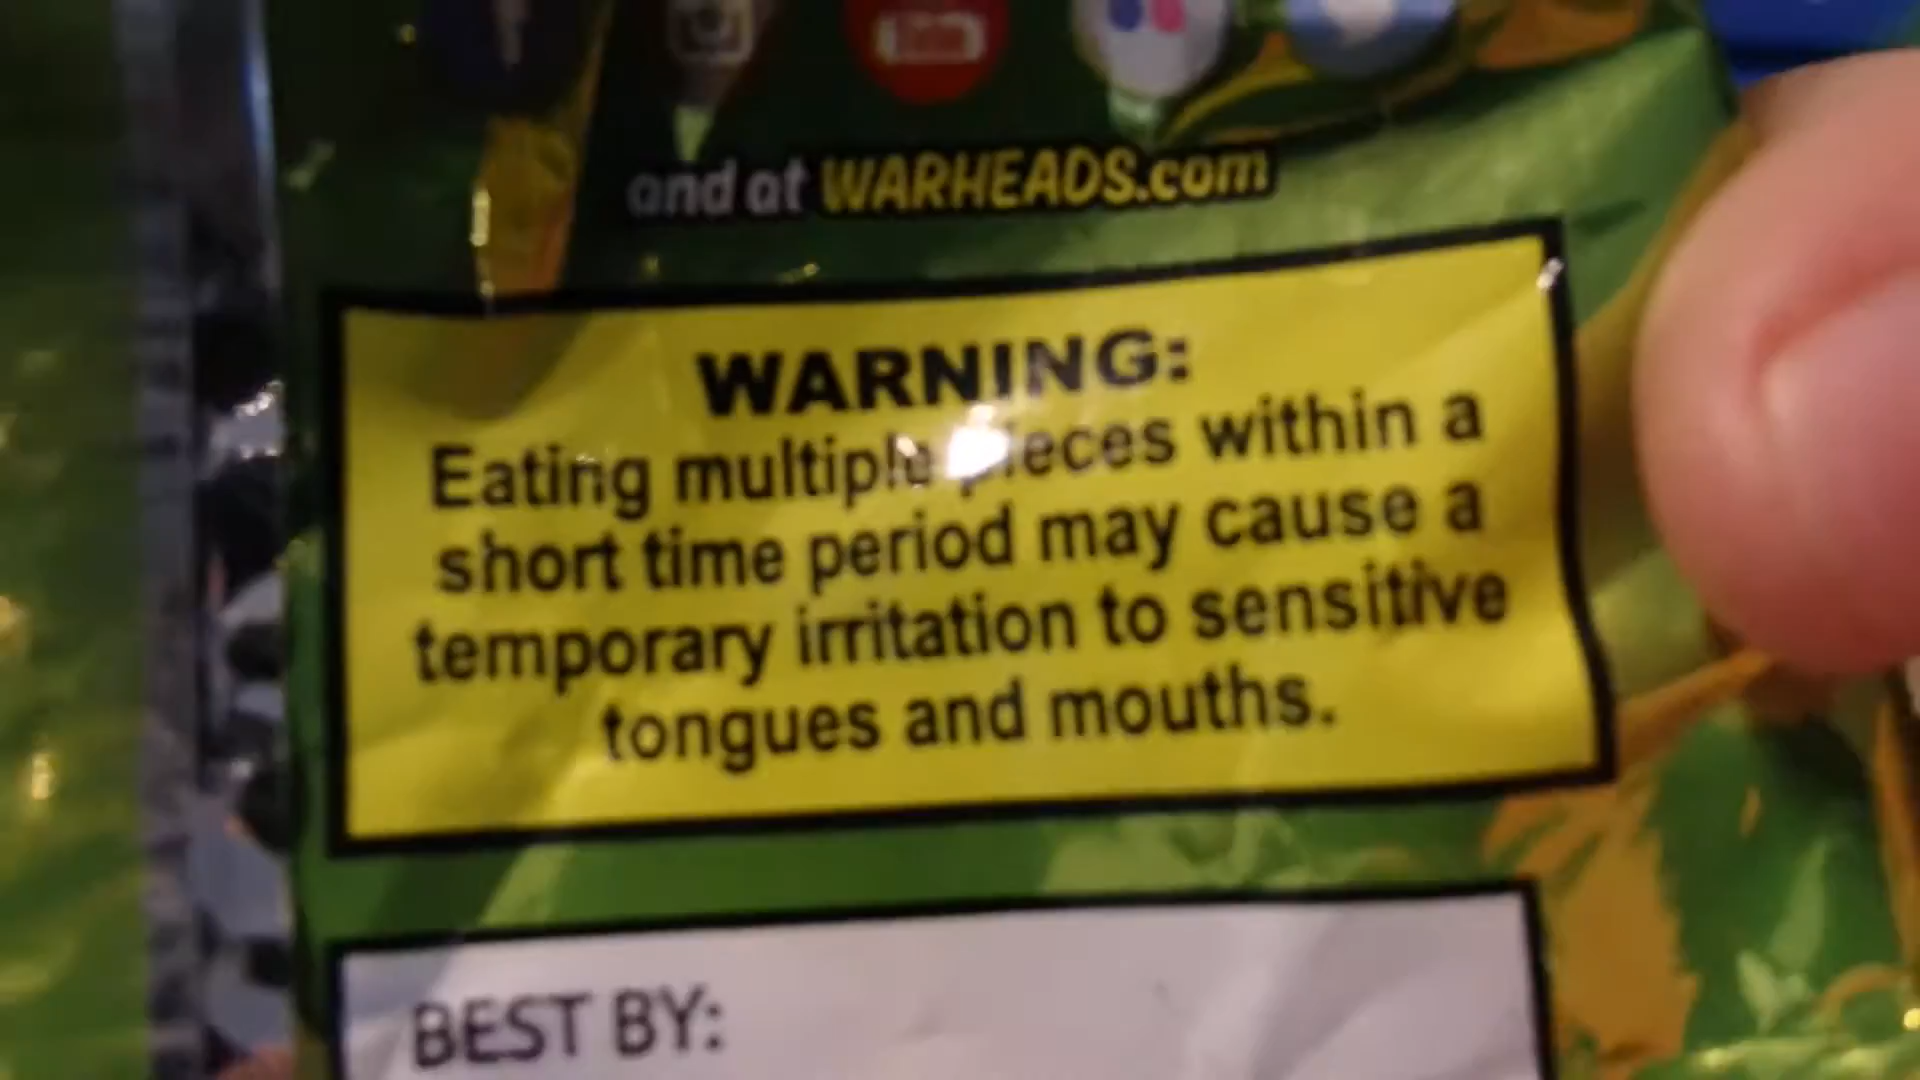 and at WARHEADS.com
WARNING:
Eating multiple pieces within a
short time period may cause a
temporary irritation to sensitive
tongues and mouths.
BEST BY: